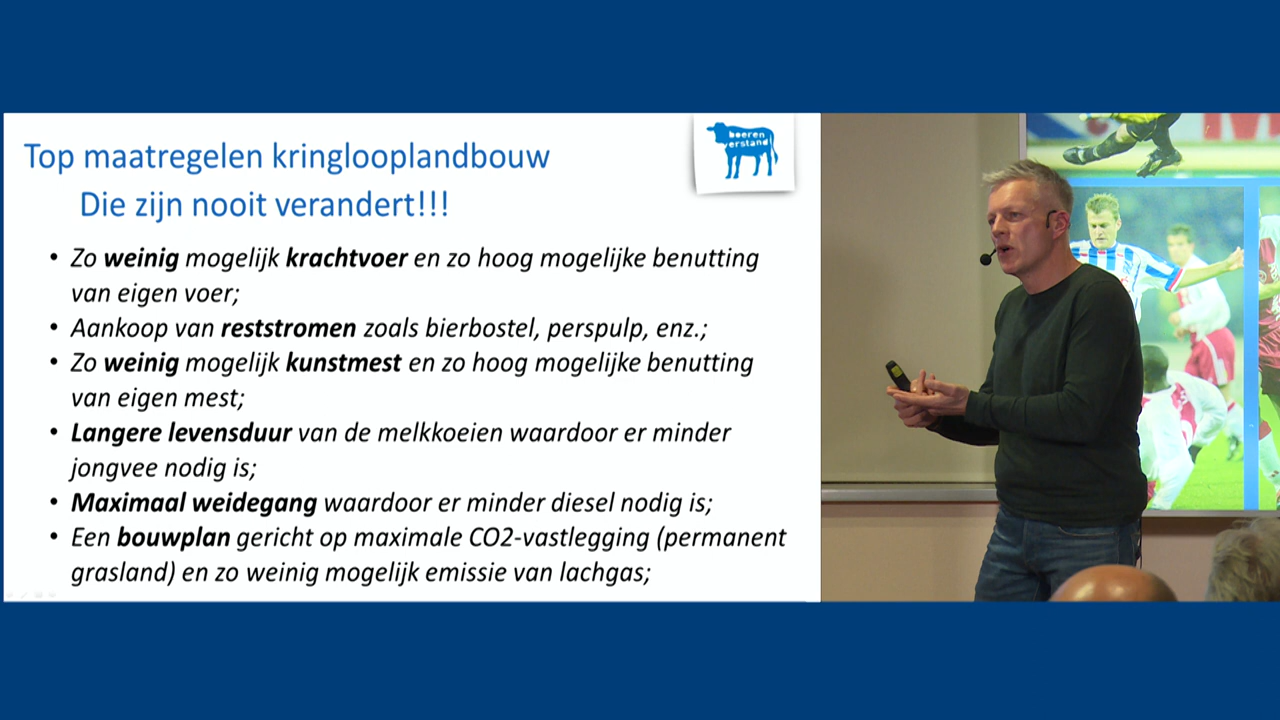 Top maatregelen kringlooplandbouw
Die zijn nooit verandert!!!
boeren
verstand
• Zo weinig mogelijk krachtvoer en zo hoog mogelijke benutting
van eigen voer;
• Aankoop van reststromen zoals bierbostel, perspulp, enz.;
• Zo weinig mogelijk kunstmest en zo hoog mogelijke benutting
van eigen mest;
• Langere levensduur van de melkkoeien waardoor er minder
jongvee nodig is;
• Maximaal weidegang waardoor er minder diesel nodig is;
• Een bouwplan gericht op maximale CO2-vastlegging (permanent
grasland) en zo weinig mogelijk emissie van lachgas;